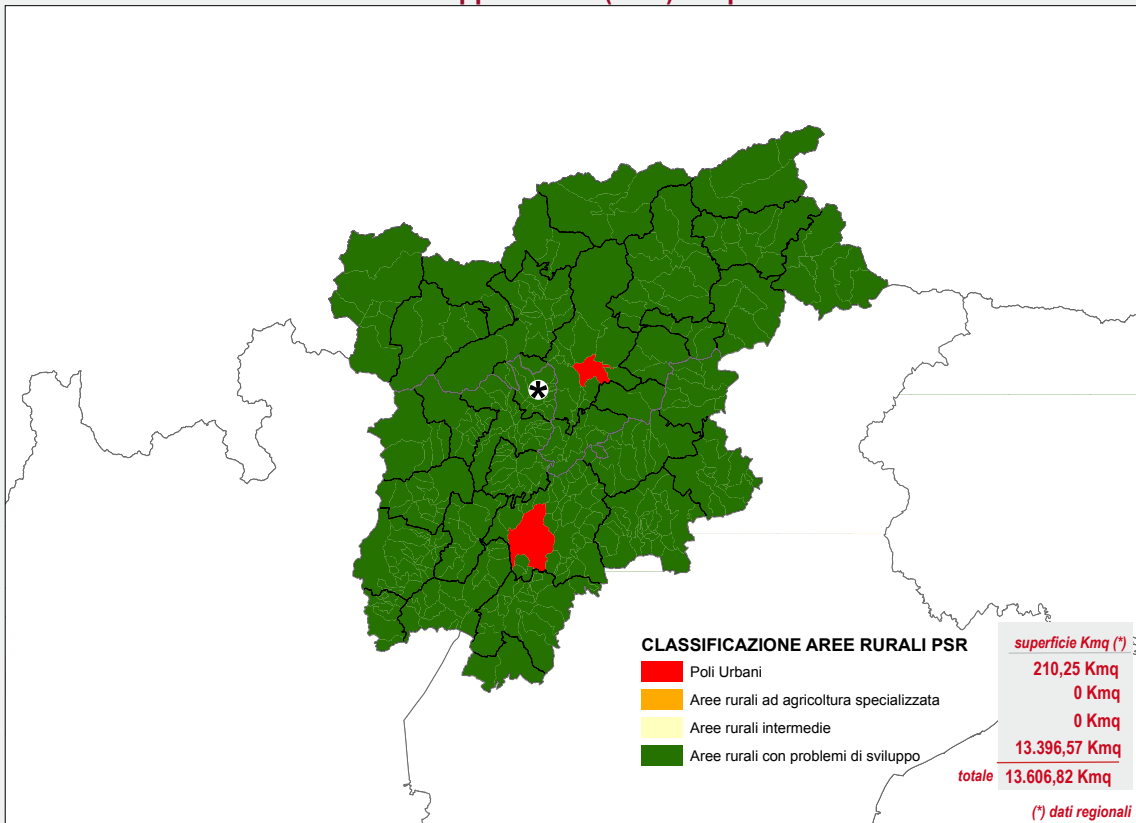 CLASSIFICAZIONE AREE RURALI PSR
superficie Kmq (*)
Poli Urbani
210,25 Kmq
Aree rurali ad agricoltura specializzata
0 Kmq
Aree rurali intermedie
0 Kmq
Aree rurali con problemi di sviluppo
13.396,57 Kmq
totale 13.606,82 Kmq
(*) dati regionali